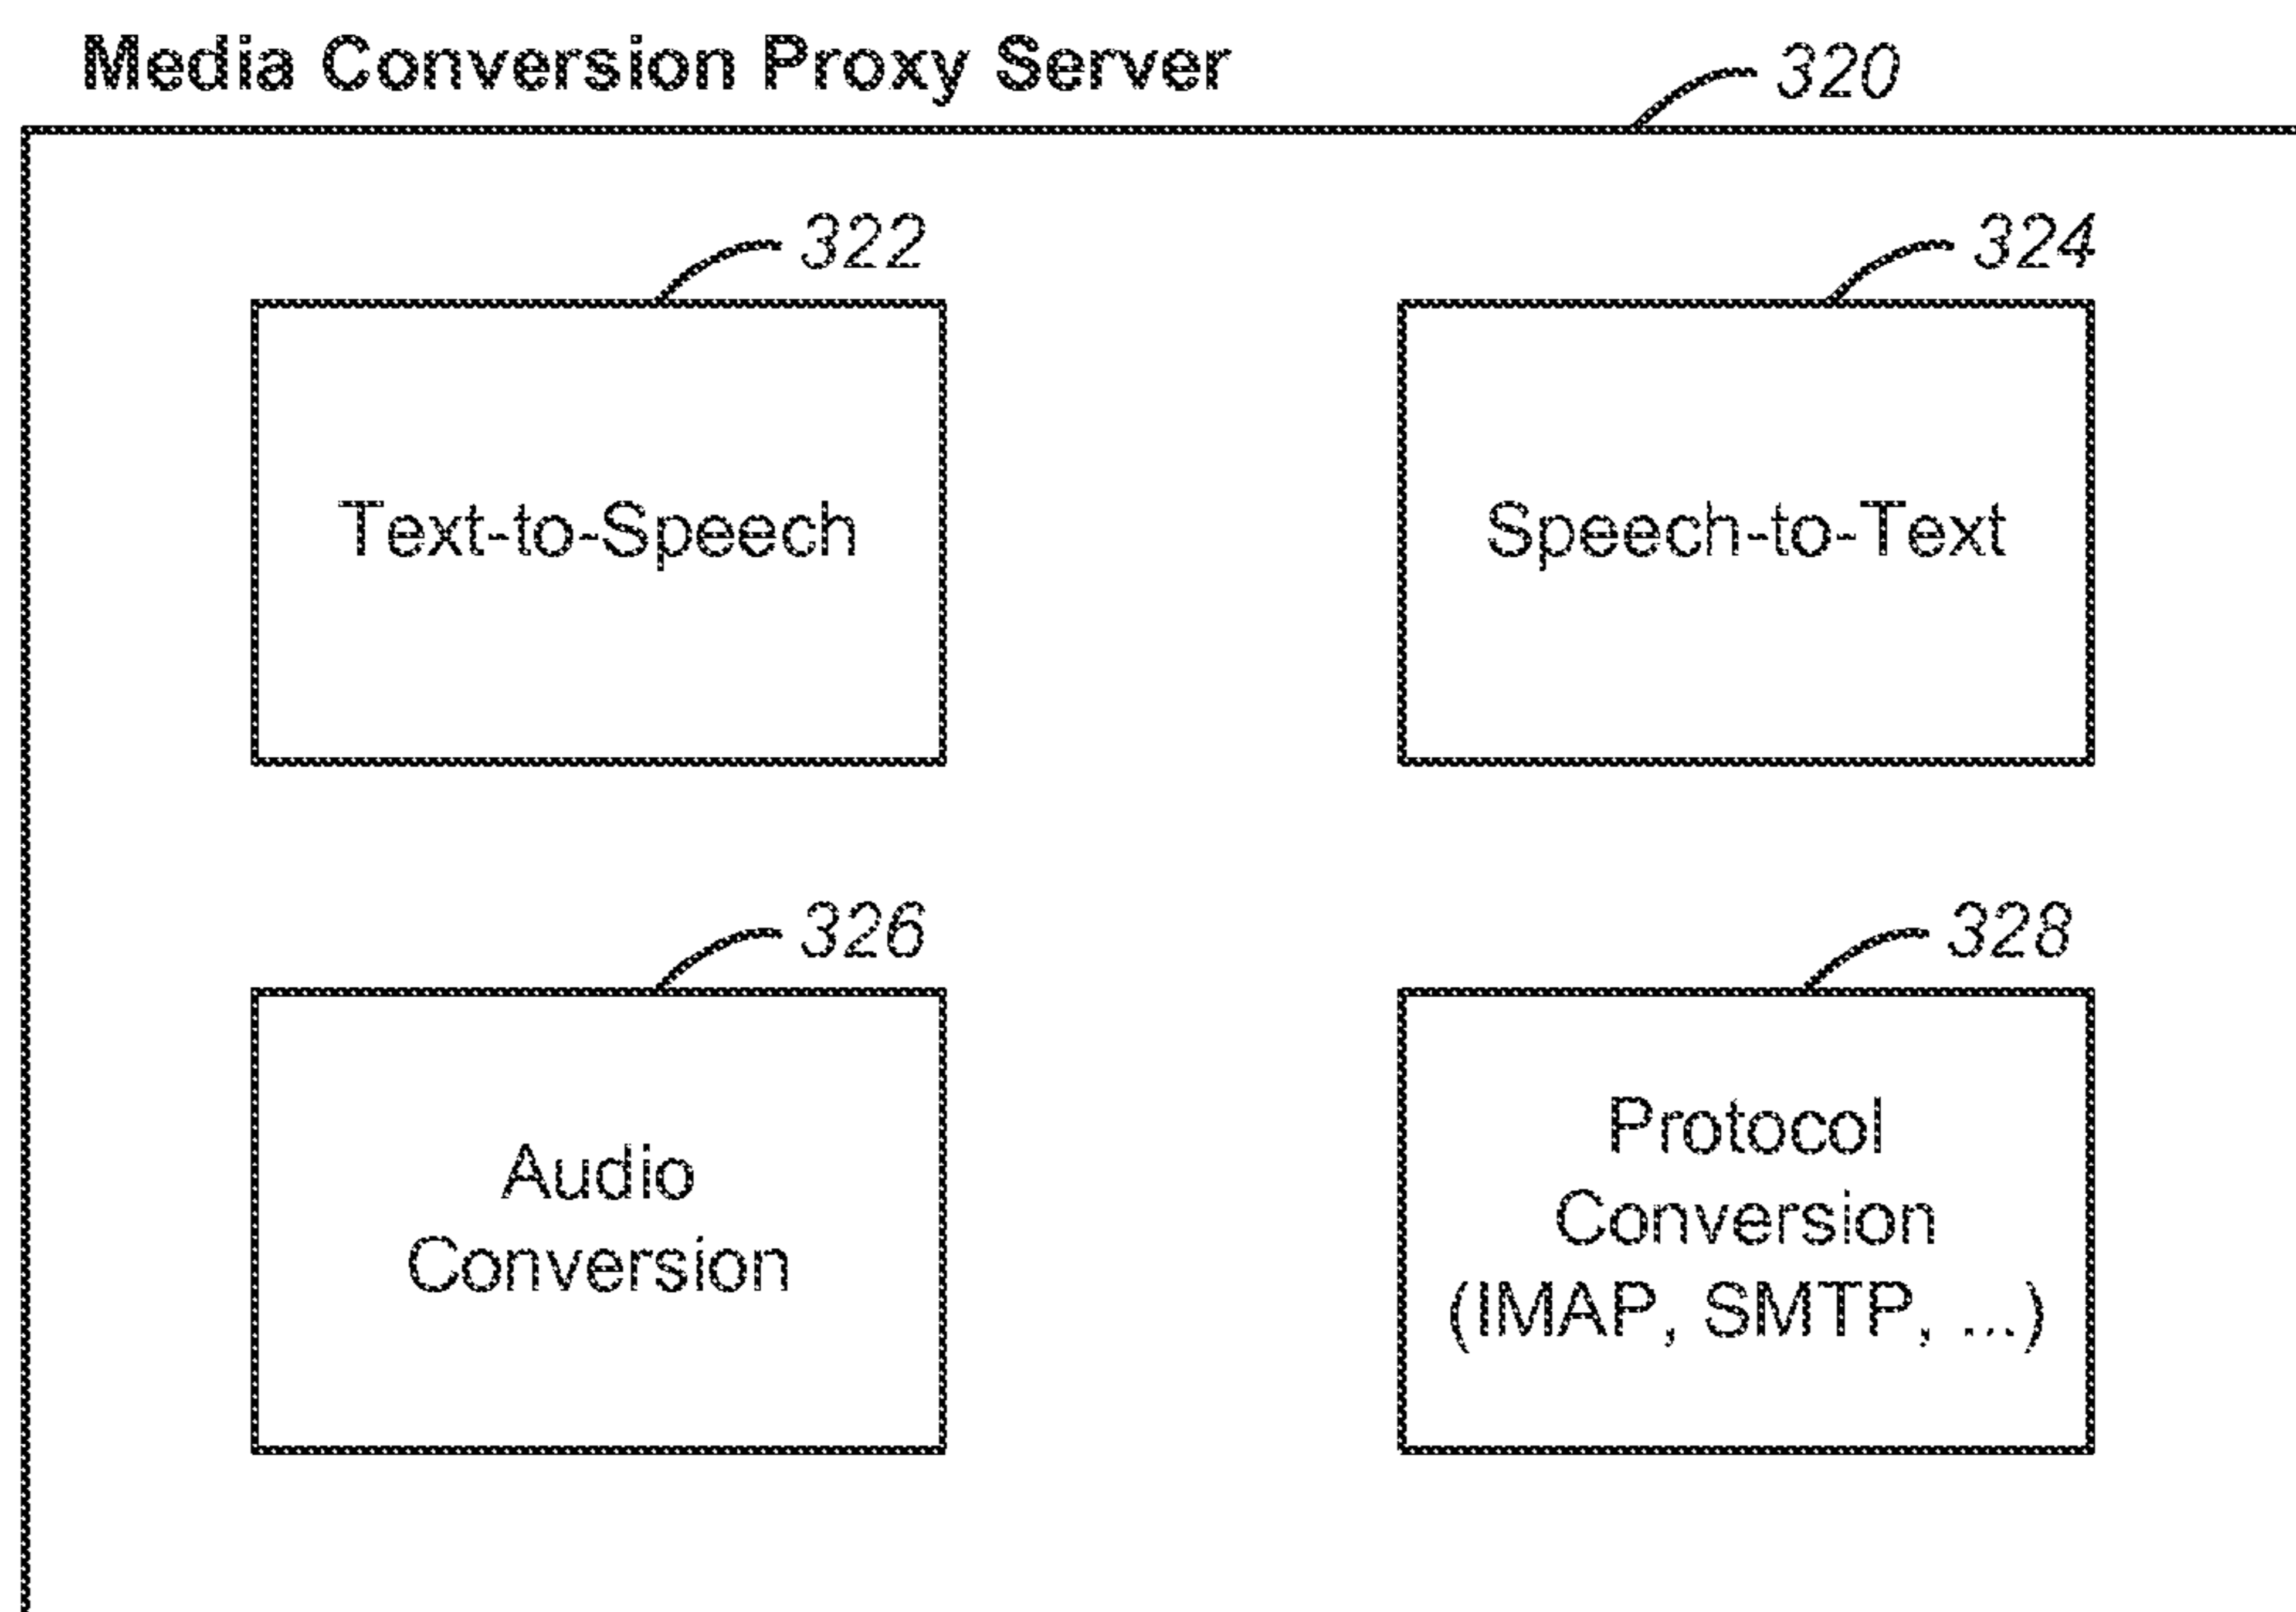 Media Conversion Proxy Server
320
322
324
Text-to-Speech
Speech-to-Text
326
328
Audio
Conversion
Protocol
Conversion
(IMAP, SMTP, ...)